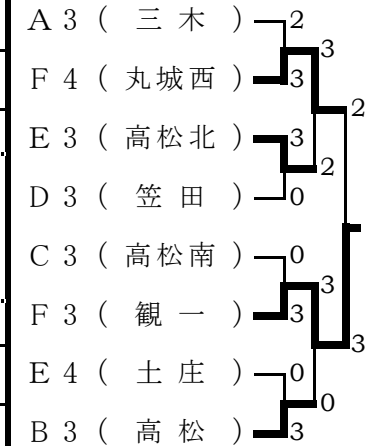 A3(三木) 2
3
F4(丸城西) 3
2
E3(高松北) 3
2
D3(笠田) 0
C3(高松南) 0
3
F3(観一) 3
3
E4(土庄) 0
0
B3(高松) 3